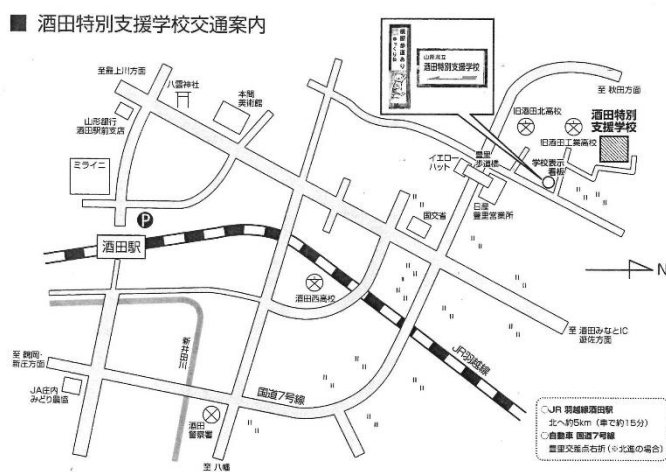 ■ 酒田特別支援学校交通案内
至最上川方面
八雲神社
本間
美術館
山形銀行
酒田駅前支店
ミライニ
P
酒田駅
山形県立
酒田特別支援学校
至 秋田方面
旧酒田北高校
旧酒田工業高校
酒田特別
支援学校
学校表示
看板
豊里
歩道橋
イエロー
ハット
日産
豊里営業所
国交省
N
酒田西高校
JR羽越線
至 酒田みなとIC
遊佐方面
新井田川
国道7号線
至 鶴岡・
新庄方面
JA庄内
みどり農協
酒田
警察署
至 八幡
○JR 羽越線酒田駅
北へ約5km（車で約15分）
○自動車 国道7号線
豊里交差点右折（※北進の場合）